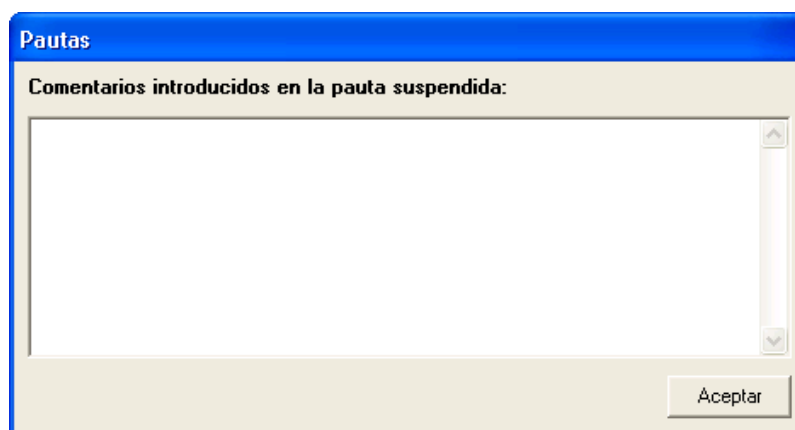 Pautas
Comentarios introducidos en la pauta suspendida:
Aceptar